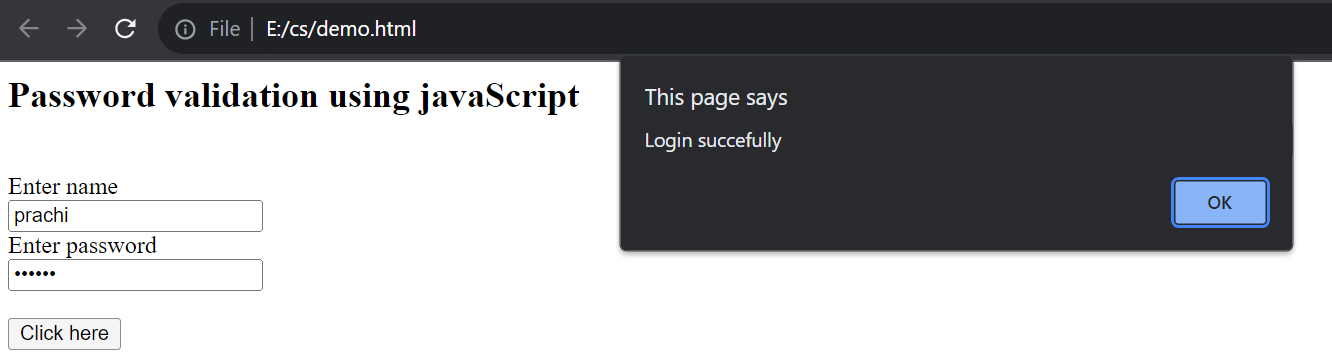 File E:/cs/demo.html
Password validation using javaScript
This page says
Login succefully
OK
Enter name
prachi
Enter password
••••••
Click here